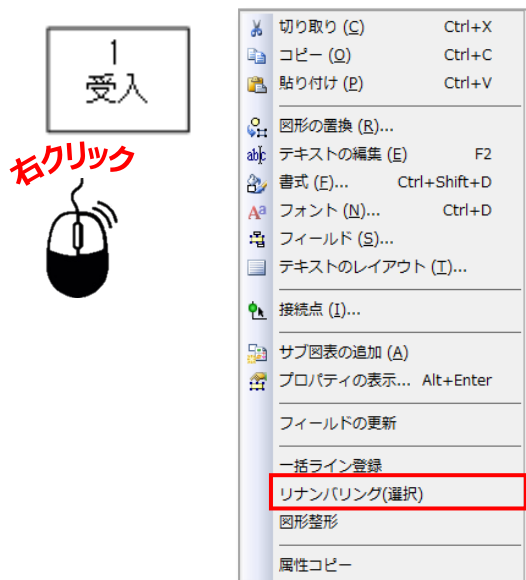 1
受入
右クリック
切り取り (C) Ctrl+X
コピー (O) Ctrl+C
貼り付け (P) Ctrl+V
図形の置換 (R)...
テキストの編集 (E) F2
書式 (F)... Ctrl+Shift+D
フォント (N)... Ctrl+D
フィールド (S)...
テキストのレイアウト (T)...
接続点 (I)...
サブ図表の追加 (A)
プロパティの表示... Alt+Enter
フィールドの更新
一括ライン登録
リナンバリング(選択)
図形整形
属性コピー